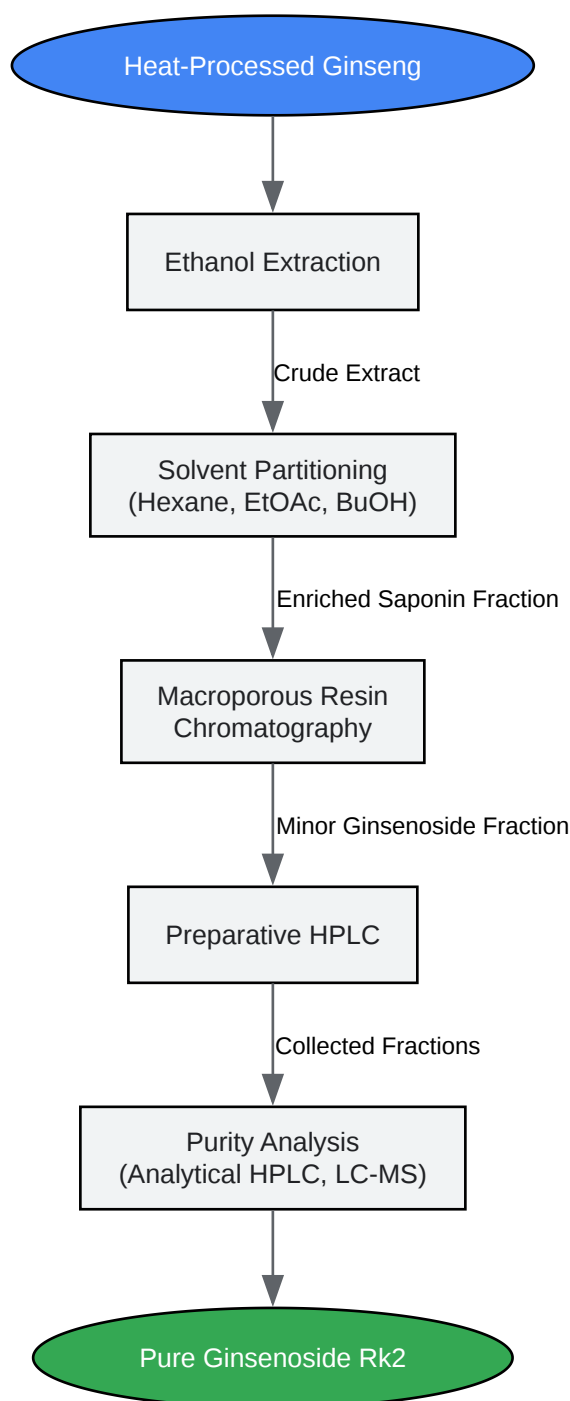 Heat-Processed Ginseng
Ethanol Extraction
Crude Extract
Solvent Partitioning
(Hexane, EtOAc, BuOH)
Enriched Saponin Fraction
Macroporous Resin
Chromatography
Minor Ginsenoside Fraction
Preparative HPLC
Collected Fractions
Purity Analysis
(Analytical HPLC, LC-MS)
Pure Ginsenoside Rk2